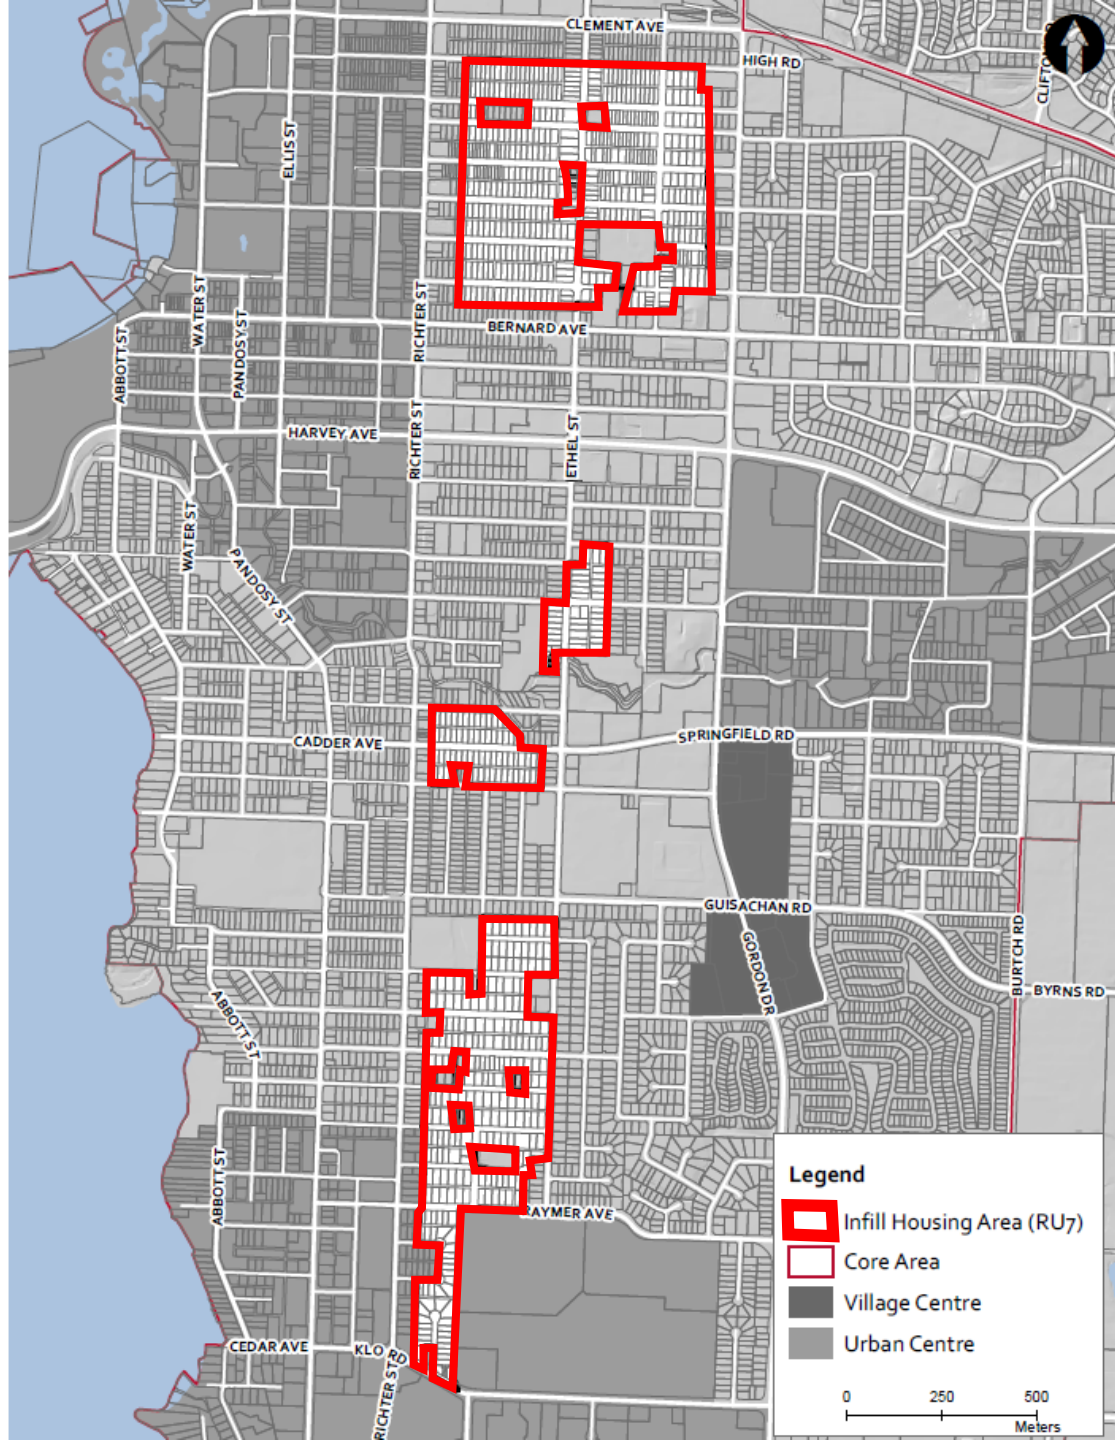 CLEMENT AVE
HIGH RD
ELLIS ST
WATER ST
PANDOSY ST
RICHTER ST
ABBOTT ST
BERNARD AVE
HARVEY AVE
RICHTER ST
ETHEL ST
WATER ST
PANDOSY ST
CADDER AVE
SPRINGFIELD RD
GUISACHAN RD
GORDON DR
BURTCH RD
BYRNS RD
ABBOTT ST
ABBOTT ST
RAYMER AVE
CEDAR AVE
KLO RD
RICHTER ST
Legend
Infill Housing Area (RU7)
Core Area
Village Centre
Urban Centre
0 250 500
Meters